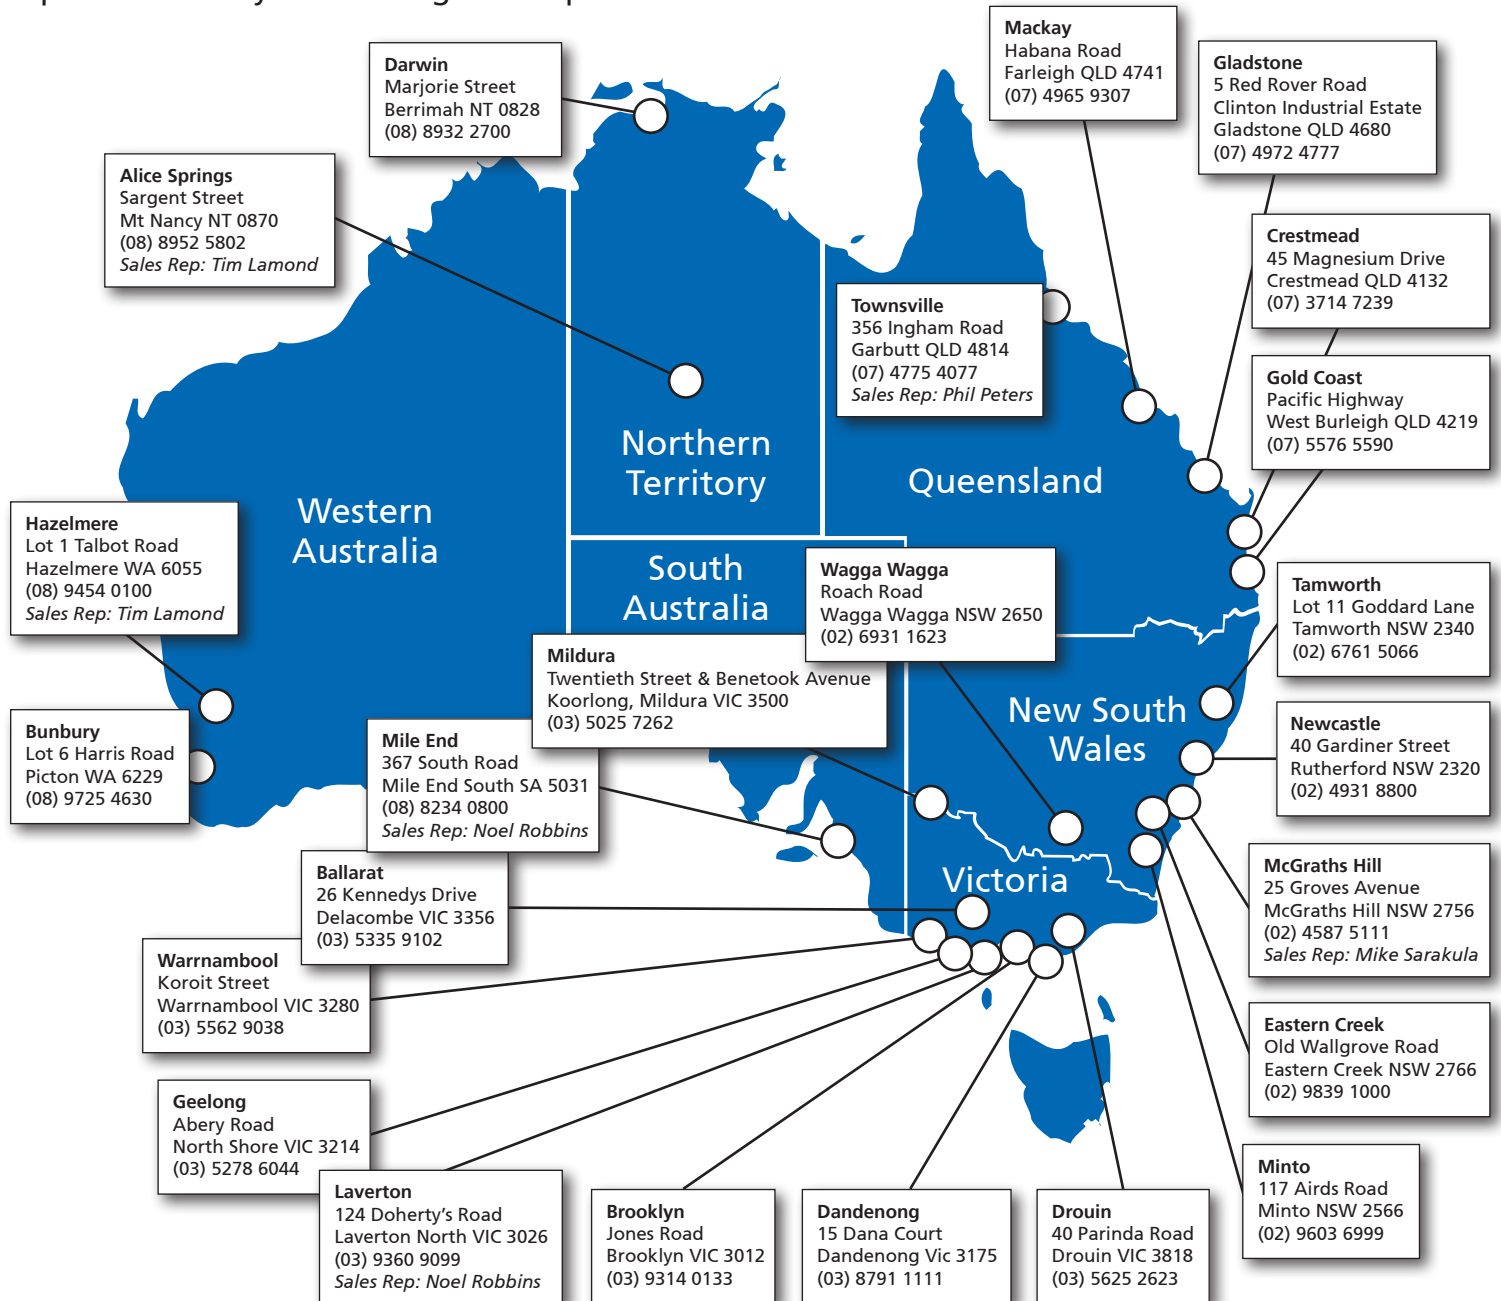 Mackay
Habana Road
Farleigh QLD 4741
(07) 4965 9307
Darwin
Marjorie Street
Berrimah NT 0828
(08) 8932 2700
Gladstone
5 Red Rover Road
Clinton Industrial Estate
Gladstone QLD 4680
(07) 4972 4777
Alice Springs
Sargent Street
Mt Nancy NT 0870
(08) 8952 5802
Sales Rep: Tim Lamond
Crestmead
45 Magnesium Drive
Crestmead QLD 4132
(07) 3714 7239
Townsville
356 Ingham Road
Garbutt QLD 4814
(07) 4775 4077
Sales Rep: Phil Peters
Gold Coast
Pacific Highway
West Burleigh QLD 4219
(07) 5576 5590
Northern
Territory
Queensland
Western
Australia
Hazelmere
Lot 1 Talbot Road
Hazelmere WA 6055
(08) 9454 0100
Sales Rep: Tim Lamond
South
Australia
Wagga Wagga
Roach Road
Wagga Wagga NSW 2650
(02) 6931 1623
Tamworth
Lot 11 Goddard Lane
Tamworth NSW 2340
(02) 6761 5066
Mildura
Twentieth Street & Benetook Avenue
Koorlong, Mildura VIC 3500
(03) 5025 7262
New South
Wales
Bunbury
Lot 6 Harris Road
Picton WA 6229
(08) 9725 4630
Mile End
367 South Road
Mile End South SA 5031
(08) 8234 0800
Sales Rep: Noel Robbins
Newcastle
40 Gardiner Street
Rutherford NSW 2320
(02) 4931 8800
Victoria
Ballarat
26 Kennedys Drive
Delacombe VIC 3356
(03) 5335 9102
McGraths Hill
25 Groves Avenue
McGraths Hill NSW 2756
(02) 4587 5111
Sales Rep: Mike Sarakula
Warrnambool
Koroit Street
Warrnambool VIC 3280
(03) 5562 9038
Eastern Creek
Old Wallgrove Road
Eastern Creek NSW 2766
(02) 9839 1000
Geelong
Abery Road
North Shore VIC 3214
(03) 5278 6044
Minto
117 Airds Road
Minto NSW 2566
(02) 9603 6999
Laverton
124 Doherty's Road
Laverton North VIC 3026
(03) 9360 9099
Sales Rep: Noel Robbins
Brooklyn
Jones Road
Brooklyn VIC 3012
(03) 9314 0133
Dandenong
15 Dana Court
Dandenong Vic 3175
(03) 8791 1111
Drouin
40 Parinda Road
Drouin VIC 3818
(03) 5625 2623